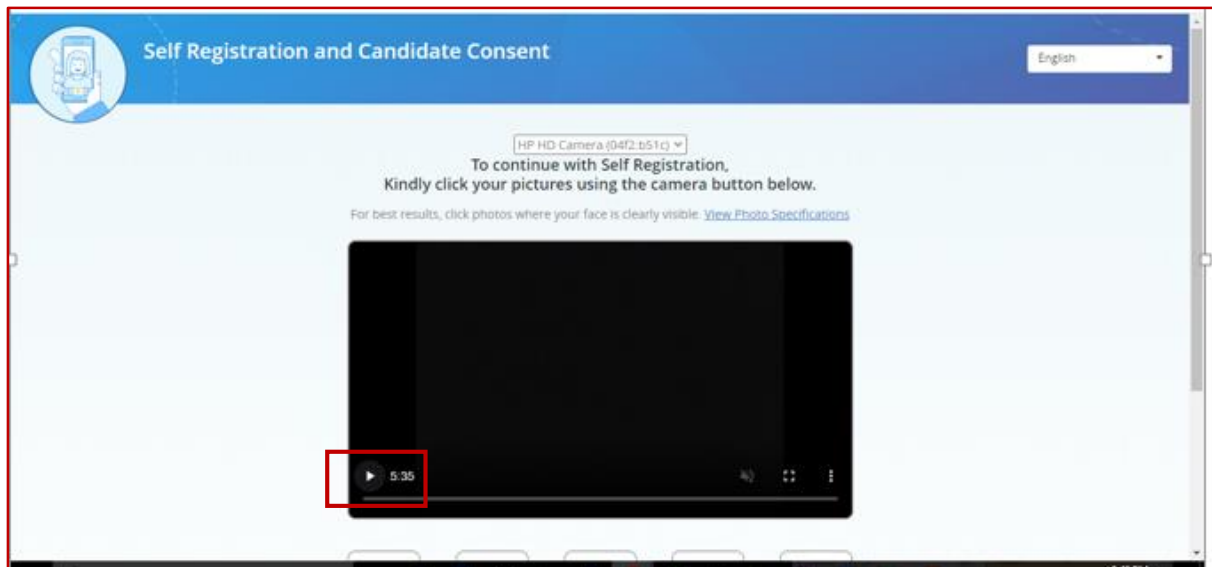 Self Registration and Candidate Consent
English
HP HD Camera (04f2:b51c)
To continue with Self Registration,
Kindly click your pictures using the camera button below.
For best results, click photos where your face is clearly visible. View Photo Specifications
5:35